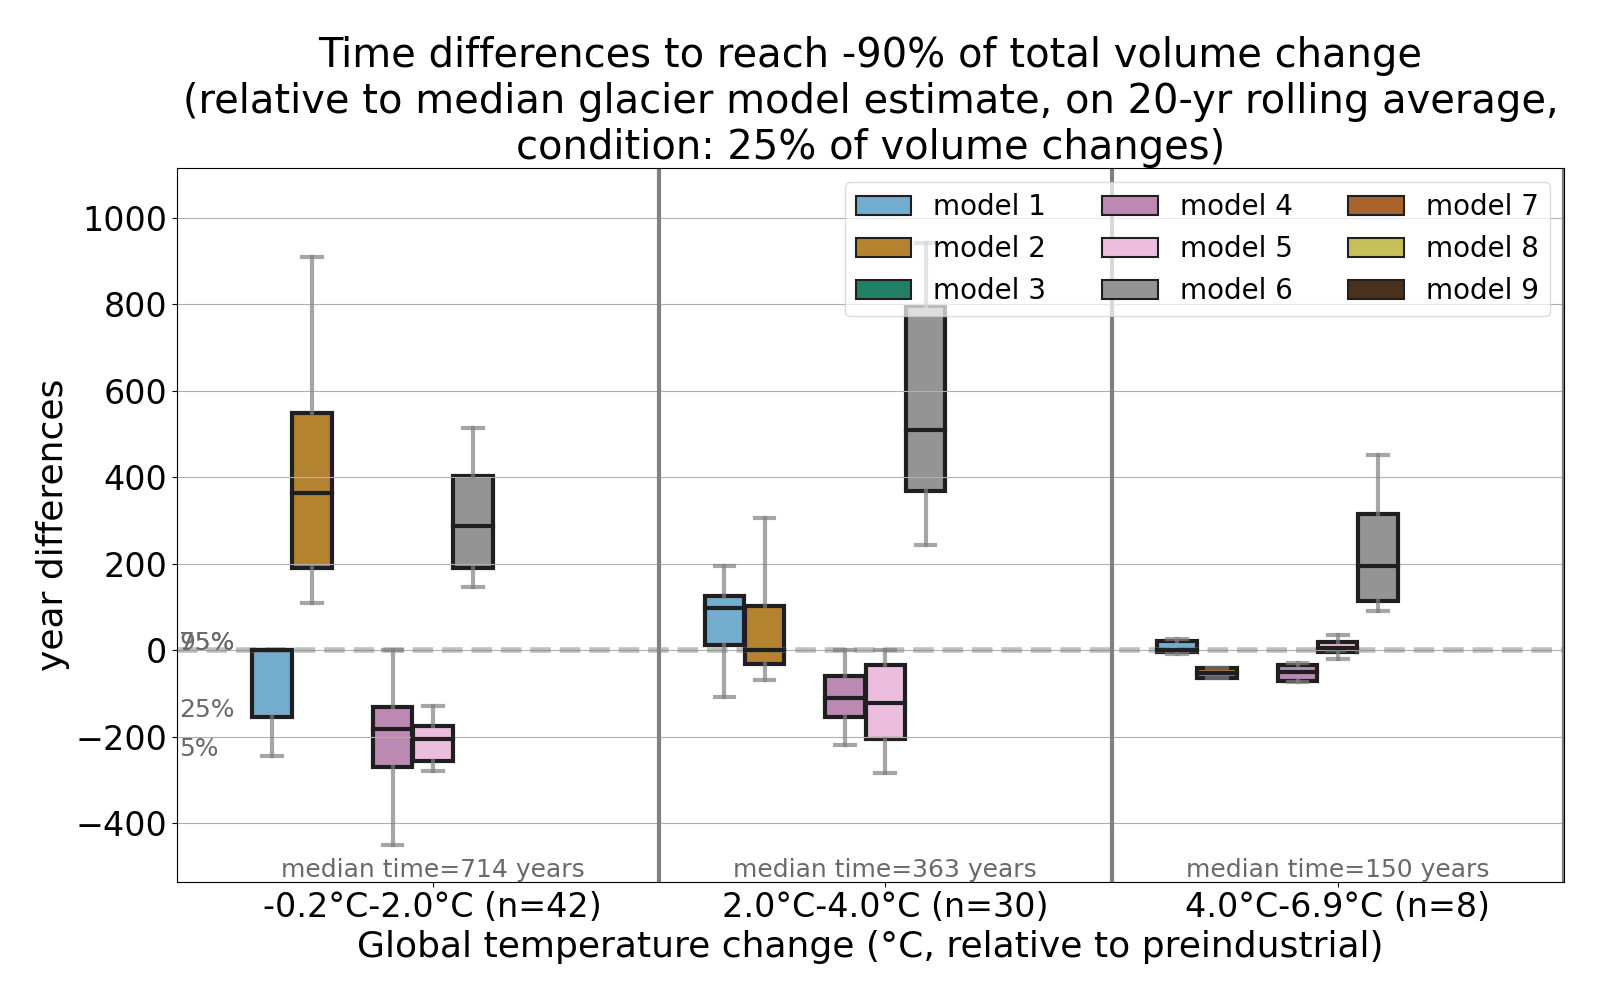 Time differences to reach -90% of total volume change
(relative to median glacier model estimate, on 20-yr rolling average,
condition: 25% of volume changes)
model 1
model 2
model 3
model 4
model 5
model 6
model 7
model 8
model 9
year differences
1000
800
600
400
200
0
−200
−400
95%
75%
25%
5%
median time=714 years
median time=363 years
median time=150 years
-0.2°C-2.0°C (n=42)
2.0°C-4.0°C (n=30)
4.0°C-6.9°C (n=8)
Global temperature change (°C, relative to preindustrial)